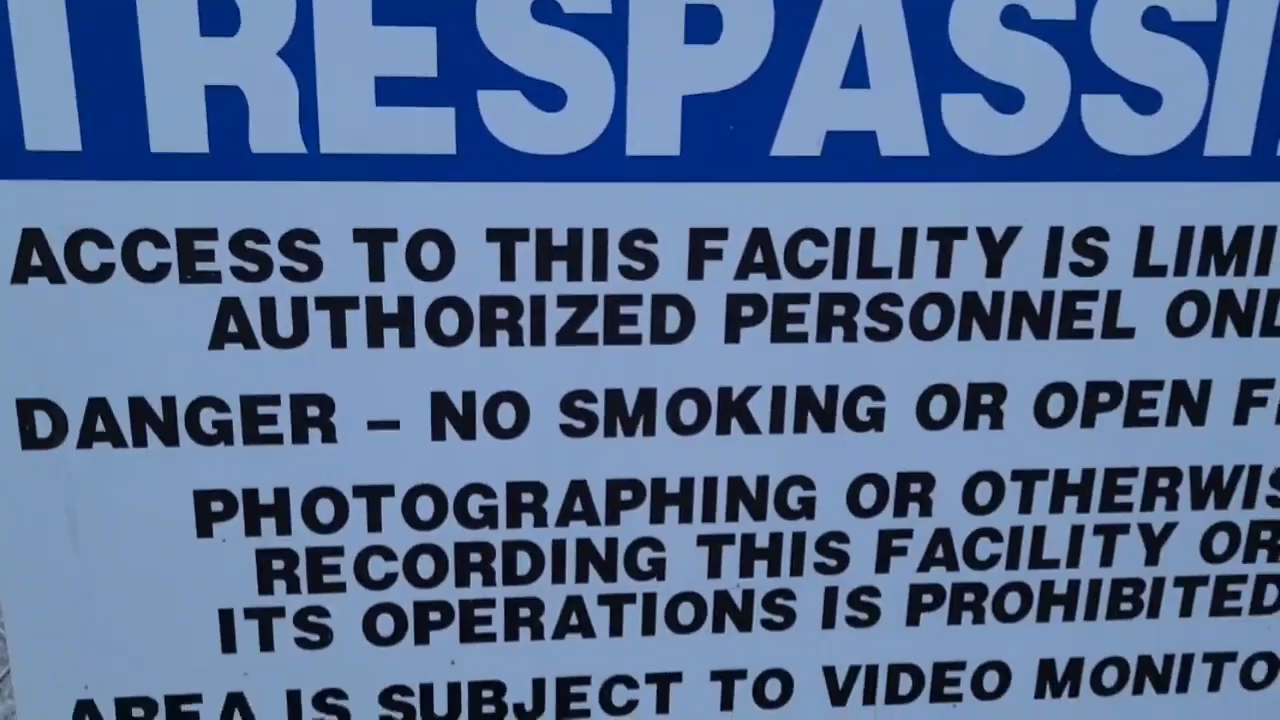 TRESPASSI
ACCESS TO THIS FACILITY IS LIMI
AUTHORIZED PERSONNEL ONL
DANGER – NO SMOKING OR OPEN F
PHOTOGRAPHING OR OTHERWIS
RECORDING THIS FACILITY OR
ITS OPERATIONS IS PROHIBITED
AREA IS SUBJECT TO VIDEO MONITO